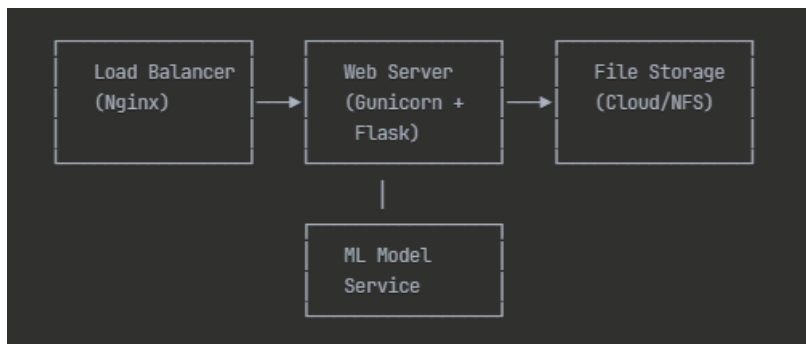 Load Balancer
(Nginx)
Web Server
(Gunicorn +
Flask)
File Storage
(Cloud/NFS)
ML Model
Service